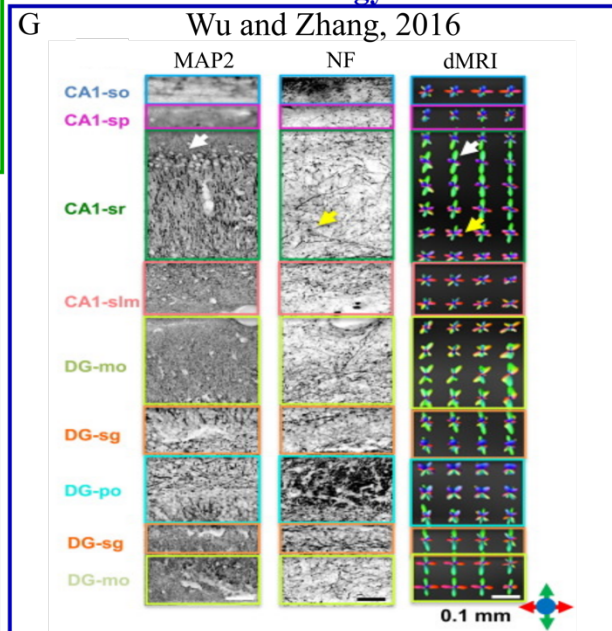 G Wu and Zhang, 2016
MAP2 NF dMRI
CA1-so
CA1-sp
CA1-sr
CA1-slm
DG-mo
DG-sg
DG-po
DG-sg
DG-mo
0.1 mm